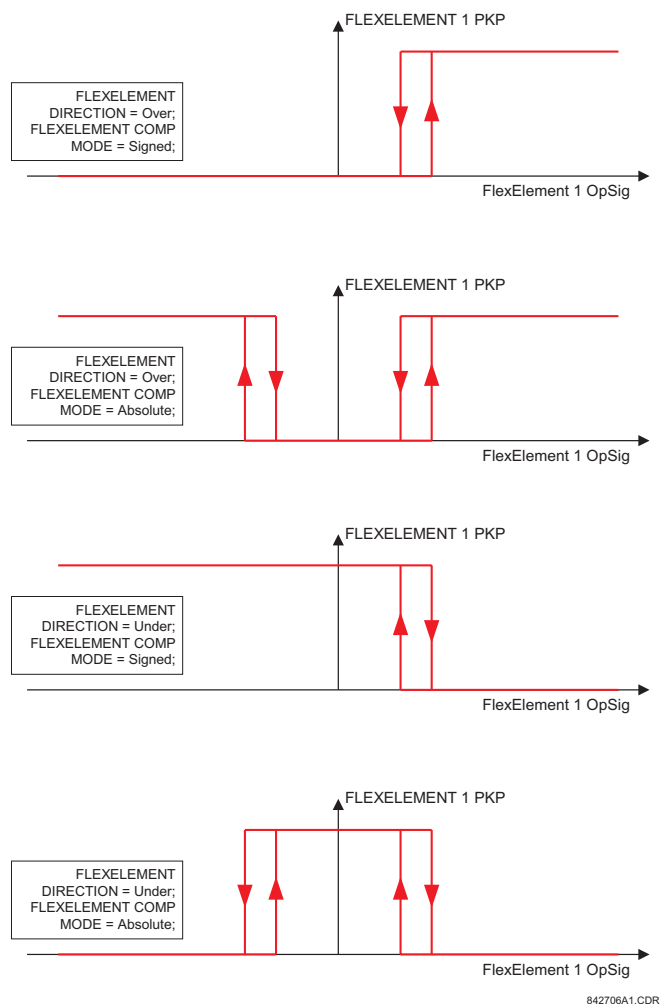 FLEXELEMENT 1 PKP
FLEXELEMENT
DIRECTION = Over;
FLEXELEMENT COMP
MODE = Signed;
FlexElement 1 OpSig
FLEXELEMENT 1 PKP
FLEXELEMENT
DIRECTION = Over;
FLEXELEMENT COMP
MODE = Absolute;
FlexElement 1 OpSig
FLEXELEMENT 1 PKP
FLEXELEMENT
DIRECTION = Under;
FLEXELEMENT COMP
MODE = Signed;
FlexElement 1 OpSig
FLEXELEMENT 1 PKP
FLEXELEMENT
DIRECTION = Under;
FLEXELEMENT COMP
MODE = Absolute;
FlexElement 1 OpSig
842706A1.CDR